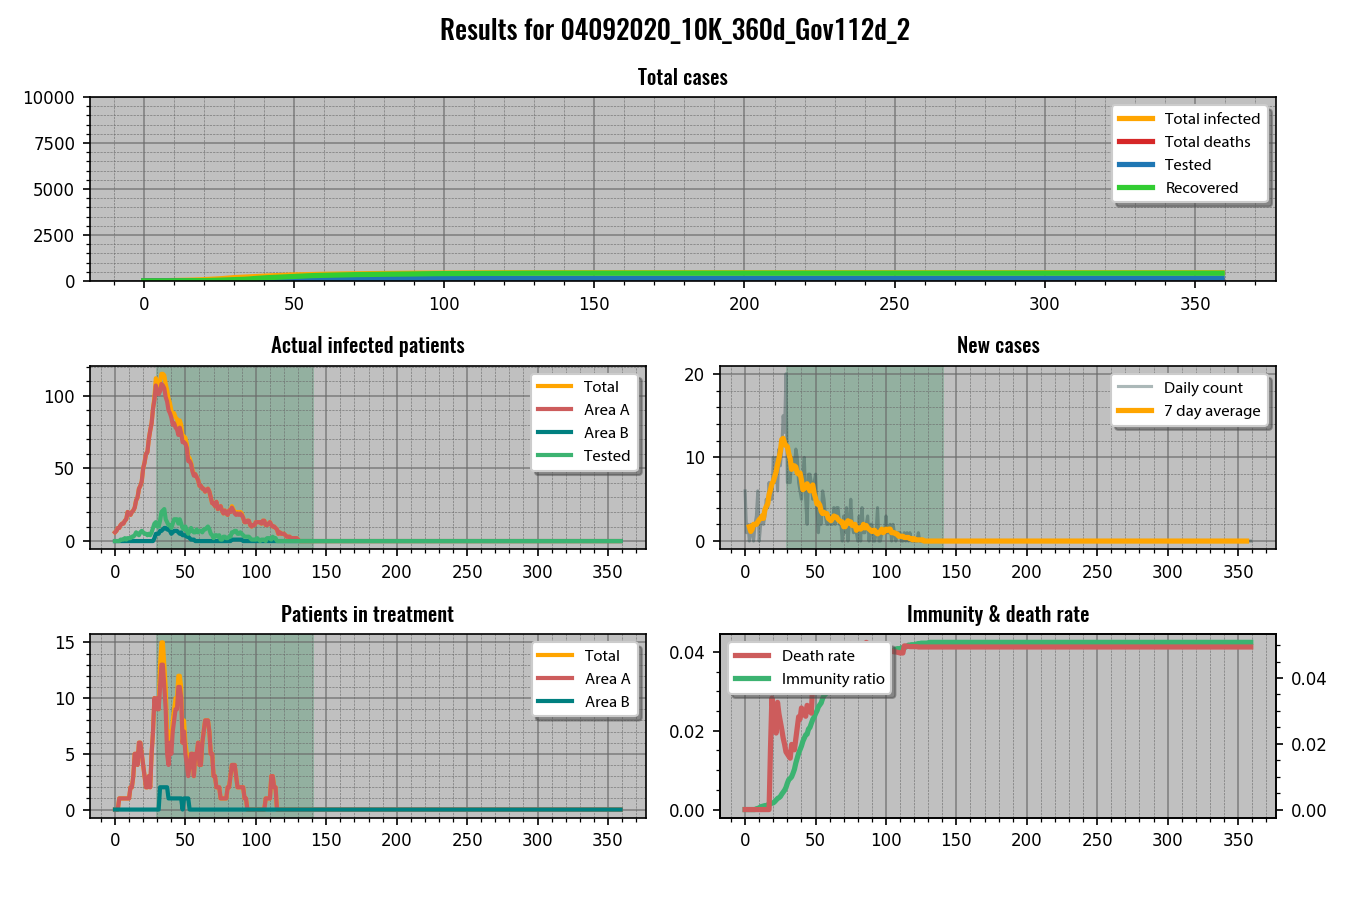 Results for 04092020_10K_360d_Gov112d_2
Total cases
10000
7500
5000
2500
0
Total infected
Total deaths
Tested
Recovered
0 50 100 150 200 250 300 350
Actual infected patients
100
50
0
Total
Area A
Area B
Tested
0 50 100 150 200 250 300 350
New cases
20
10
0
Daily count
7 day average
0 50 100 150 200 250 300 350
Patients in treatment
15
10
5
0
Total
Area A
Area B
0 50 100 150 200 250 300 350
Immunity & death rate
0.04
0.02
0.00
Death rate
Immunity ratio
0.04
0.02
0.00
0 50 100 150 200 250 300 350